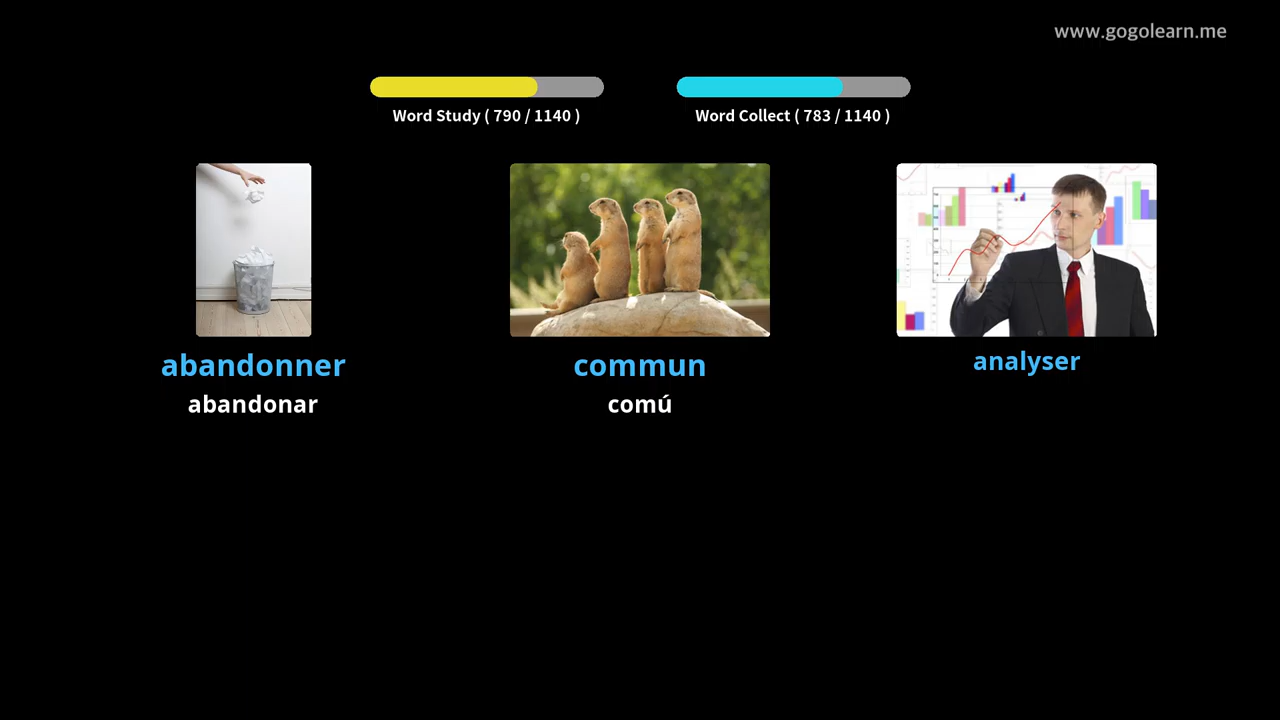 www.gogolearn.me
Word Study ( 790 / 1140 )
Word Collect ( 783 / 1140 )
abandonner
abandonar
commun
comú
analyser